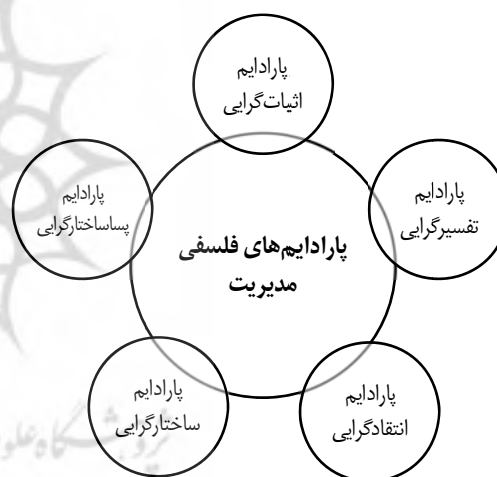 پارادایم
اثبات‌گرایی
پارادایم
تفسیرگرایی
پارادایم
پساساختارگرایی
پارادایم‌های فلسفی
مدیریت
پارادایم
انتقادگرایی
پارادایم
ساختارگرایی